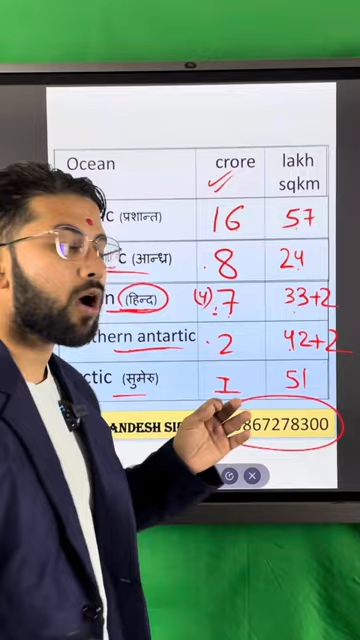 Ocean crore lakh
sqkm
(प्रशान्त) 16 57
(आन्ध) 8 24
(हिन्द) (4) 7 33+2
antartic 2 42+2
(सुमेरु) 1 51
ANDESH 867278300